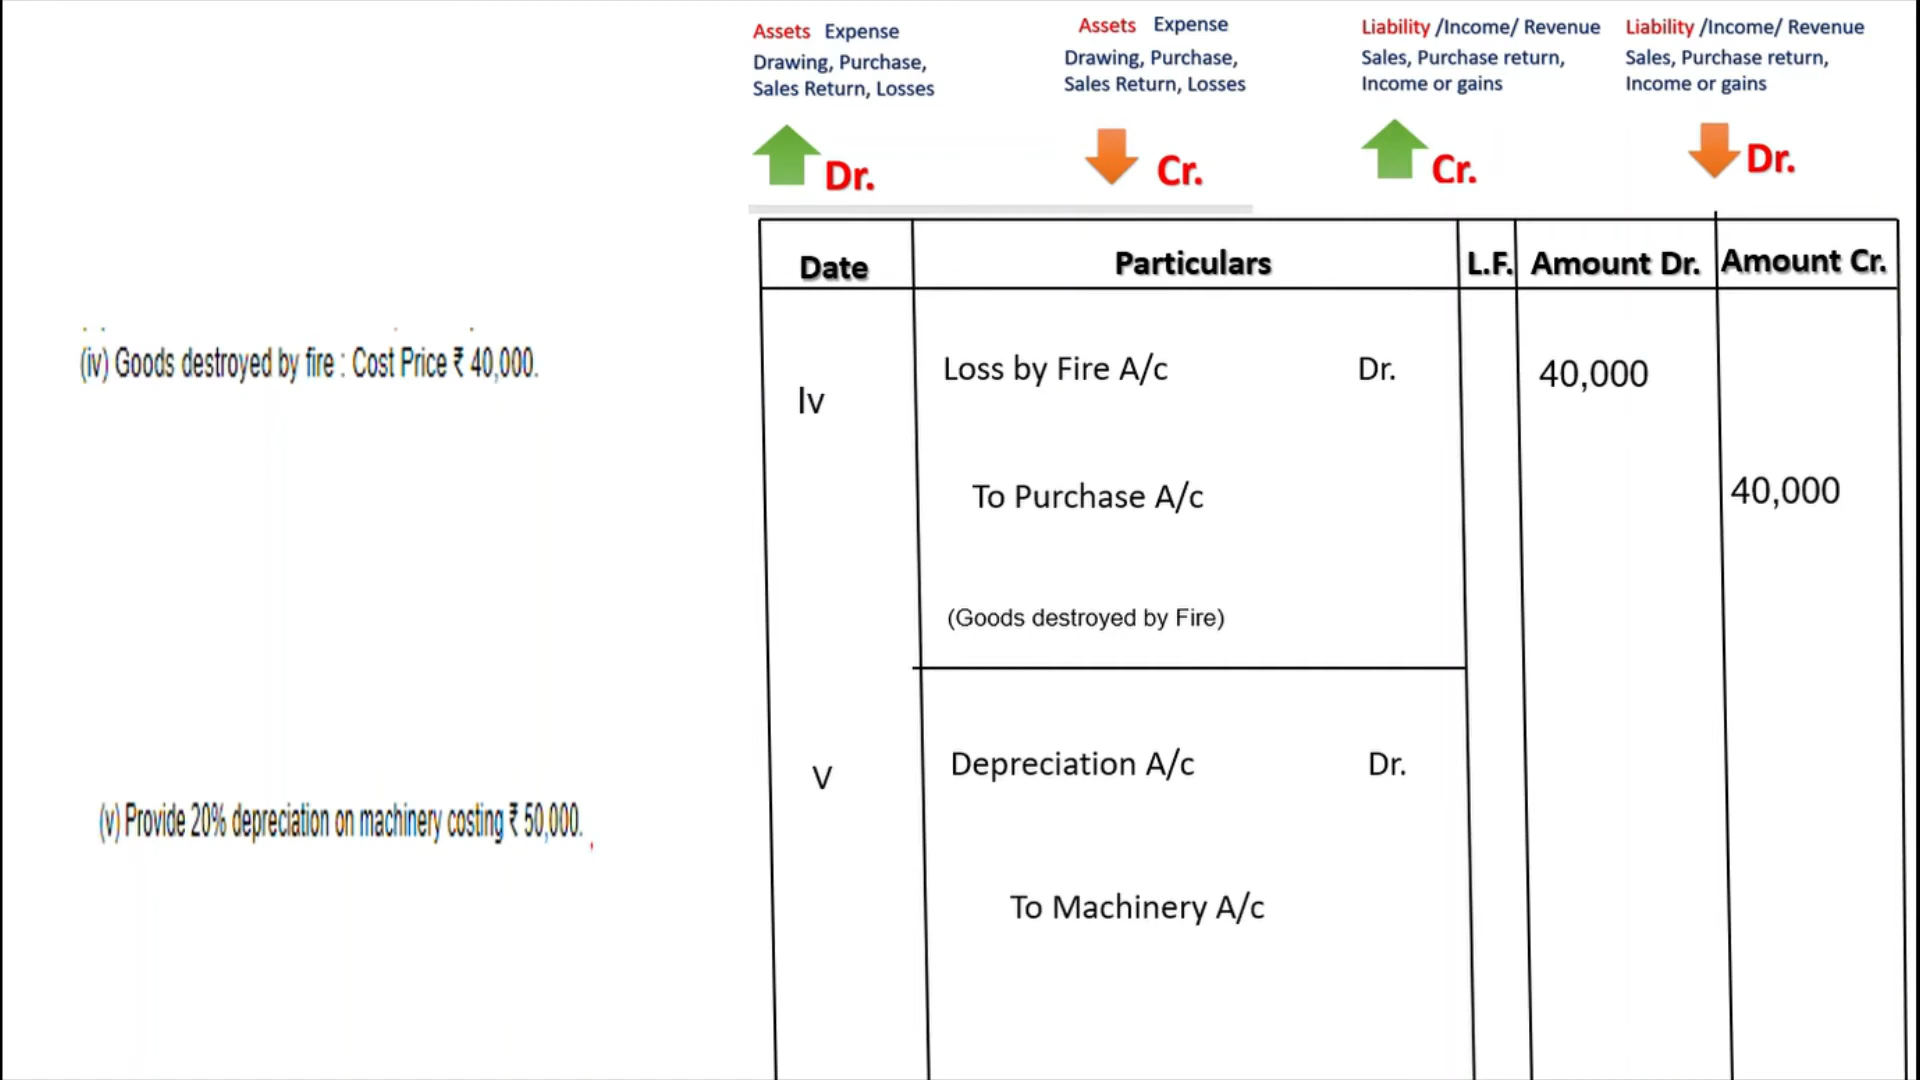 Assets Expense
Drawing, Purchase,
Sales Return, Losses
Dr.
Assets Expense
Drawing, Purchase,
Sales Return, Losses
Cr.
Liability /Income/ Revenue
Sales, Purchase return,
Income or gains
Cr.
Liability /Income/ Revenue
Sales, Purchase return,
Income or gains
Dr.
Date Particulars L.F. Amount Dr. Amount Cr.
(iv) Goods destroyed by fire : Cost Price ₹ 40,000.
Iv Loss by Fire A/c Dr. 40,000
To Purchase A/c 40,000
(Goods destroyed by Fire)
(v) Provide 20% depreciation on machinery costing ₹ 50,000.
V Depreciation A/c Dr.
To Machinery A/c